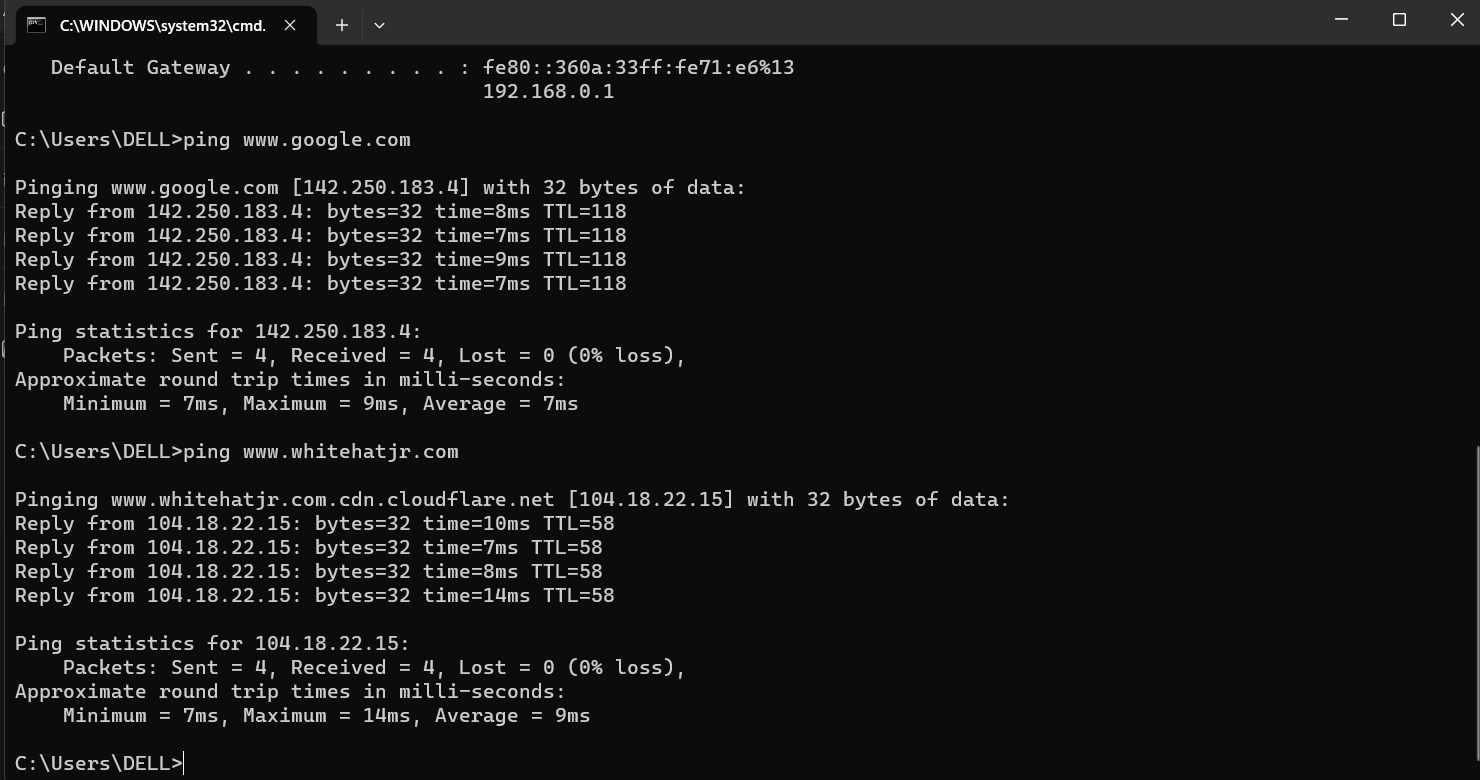 C:\WINDOWS\system32\cmd.
Default Gateway . . . . . . . . . : fe80::360a:33ff:fe71:e6%13
192.168.0.1
C:\Users\DELL>ping www.google.com
Pinging www.google.com [142.250.183.4] with 32 bytes of data:
Reply from 142.250.183.4: bytes=32 time=8ms TTL=118
Reply from 142.250.183.4: bytes=32 time=7ms TTL=118
Reply from 142.250.183.4: bytes=32 time=9ms TTL=118
Reply from 142.250.183.4: bytes=32 time=7ms TTL=118
Ping statistics for 142.250.183.4:
Packets: Sent = 4, Received = 4, Lost = 0 (0% loss),
Approximate round trip times in milli-seconds:
Minimum = 7ms, Maximum = 9ms, Average = 7ms
C:\Users\DELL>ping www.whitehatjr.com
Pinging www.whitehatjr.com.cdn.cloudflare.net [104.18.22.15] with 32 bytes of data:
Reply from 104.18.22.15: bytes=32 time=10ms TTL=58
Reply from 104.18.22.15: bytes=32 time=7ms TTL=58
Reply from 104.18.22.15: bytes=32 time=8ms TTL=58
Reply from 104.18.22.15: bytes=32 time=14ms TTL=58
Ping statistics for 104.18.22.15:
Packets: Sent = 4, Received = 4, Lost = 0 (0% loss),
Approximate round trip times in milli-seconds:
Minimum = 7ms, Maximum = 14ms, Average = 9ms
C:\Users\DELL>